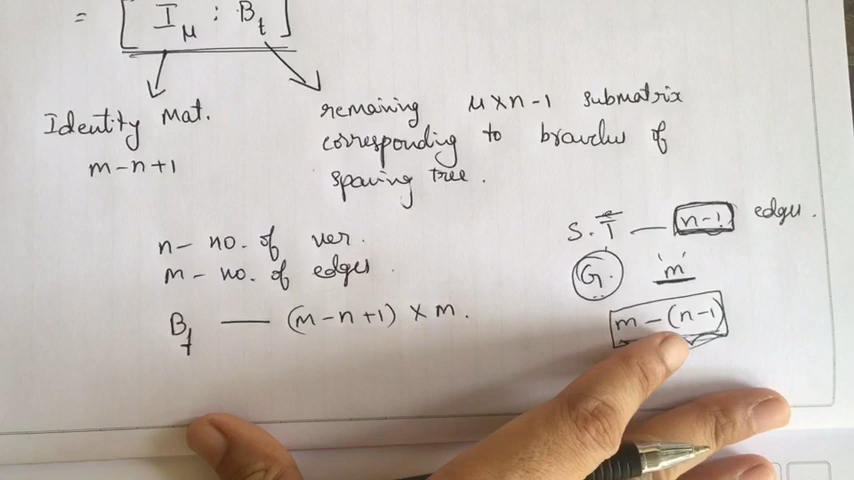 = [ I_μ : B_t ]
Identity Mat.
m-n+1
remaining μ×n-1 submatrix
corresponding to branches of
spaning tree.
n- no. of ver.
m- no. of edges.
B_f — (m-n+1) × m.
S.T — n-1 edges.
G. 'm'
m-(n-1)